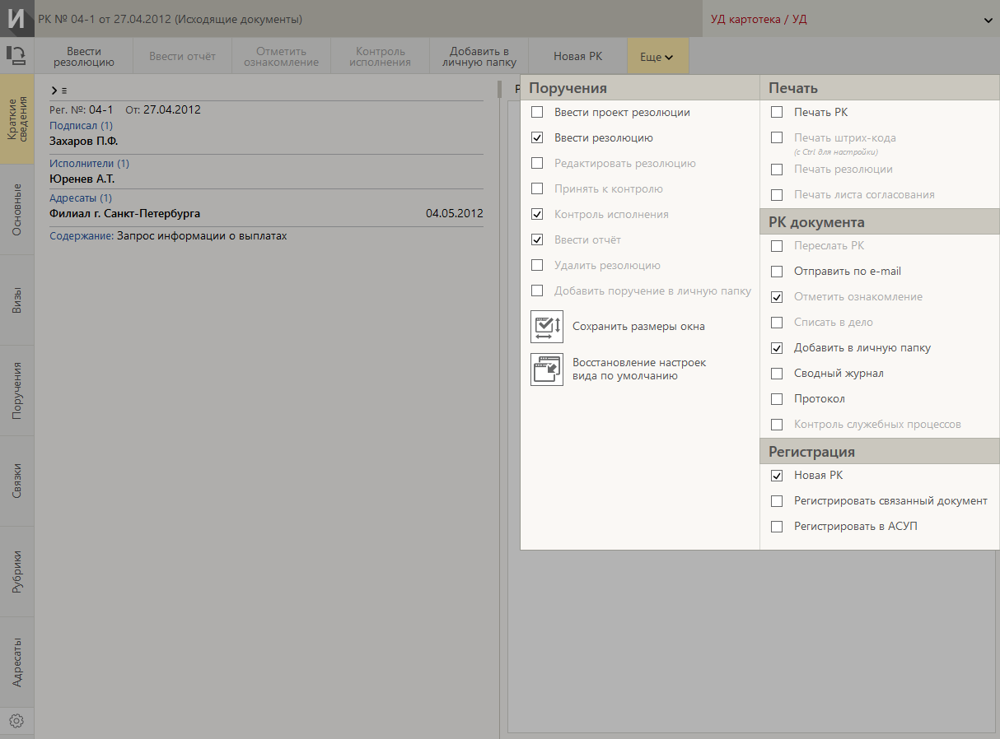 И
РК № 04-1 от 27.04.2012 (Исходящие документы)
УД картотека / УД
Ввести
резолюцию
Ввести отчёт
Отметить
ознакомление
Контроль
исполнения
Добавить в
личную папку
Новая РК
Еще
Краткие
сведения
Основные
Визы
Поручения
Связки
Рубрики
Адресаты
Рег. №: 04-1 От: 27.04.2012
Подписал (1)
Захаров П.Ф.
Исполнители (1)
Юренев А.Т.
Адресаты (1)
Филиал г. Санкт-Петербурга 04.05.2012
Содержание: Запрос информации о выплатах
Поручения
Ввести проект резолюции
Ввести резолюцию
Редактировать резолюцию
Принять к контролю
Контроль исполнения
Ввести отчёт
Удалить резолюцию
Добавить поручение в личную папку
Сохранить размеры окна
Восстановление настроек
вида по умолчанию
Печать
Печать РК
Печать штрих-кода
(с Ctrl для настройки)
Печать резолюции
Печать листа согласования
РК документа
Переслать РК
Отправить по e-mail
Отметить ознакомление
Списать в дело
Добавить в личную папку
Сводный журнал
Протокол
Контроль служебных процессов
Регистрация
Новая РК
Регистрировать связанный документ
Регистрировать в АСУП